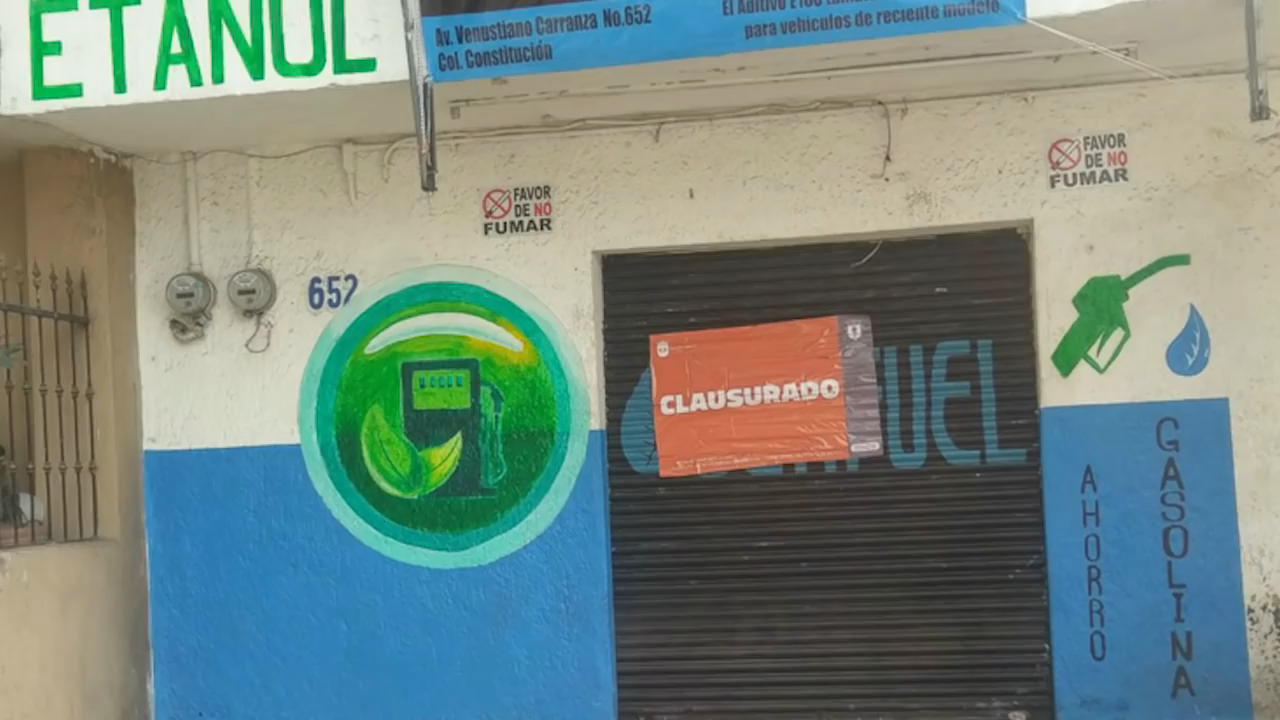 ETANOL
Av. Venustiano Carranza No.652
Col. Constitución
El Aditivo E100
para vehículos de reciente modelo
FAVOR
DE NO
FUMAR
FAVOR
DE NO
FUMAR
652
CLAUSURADO
FUEL
AHORRO
GASOLINA